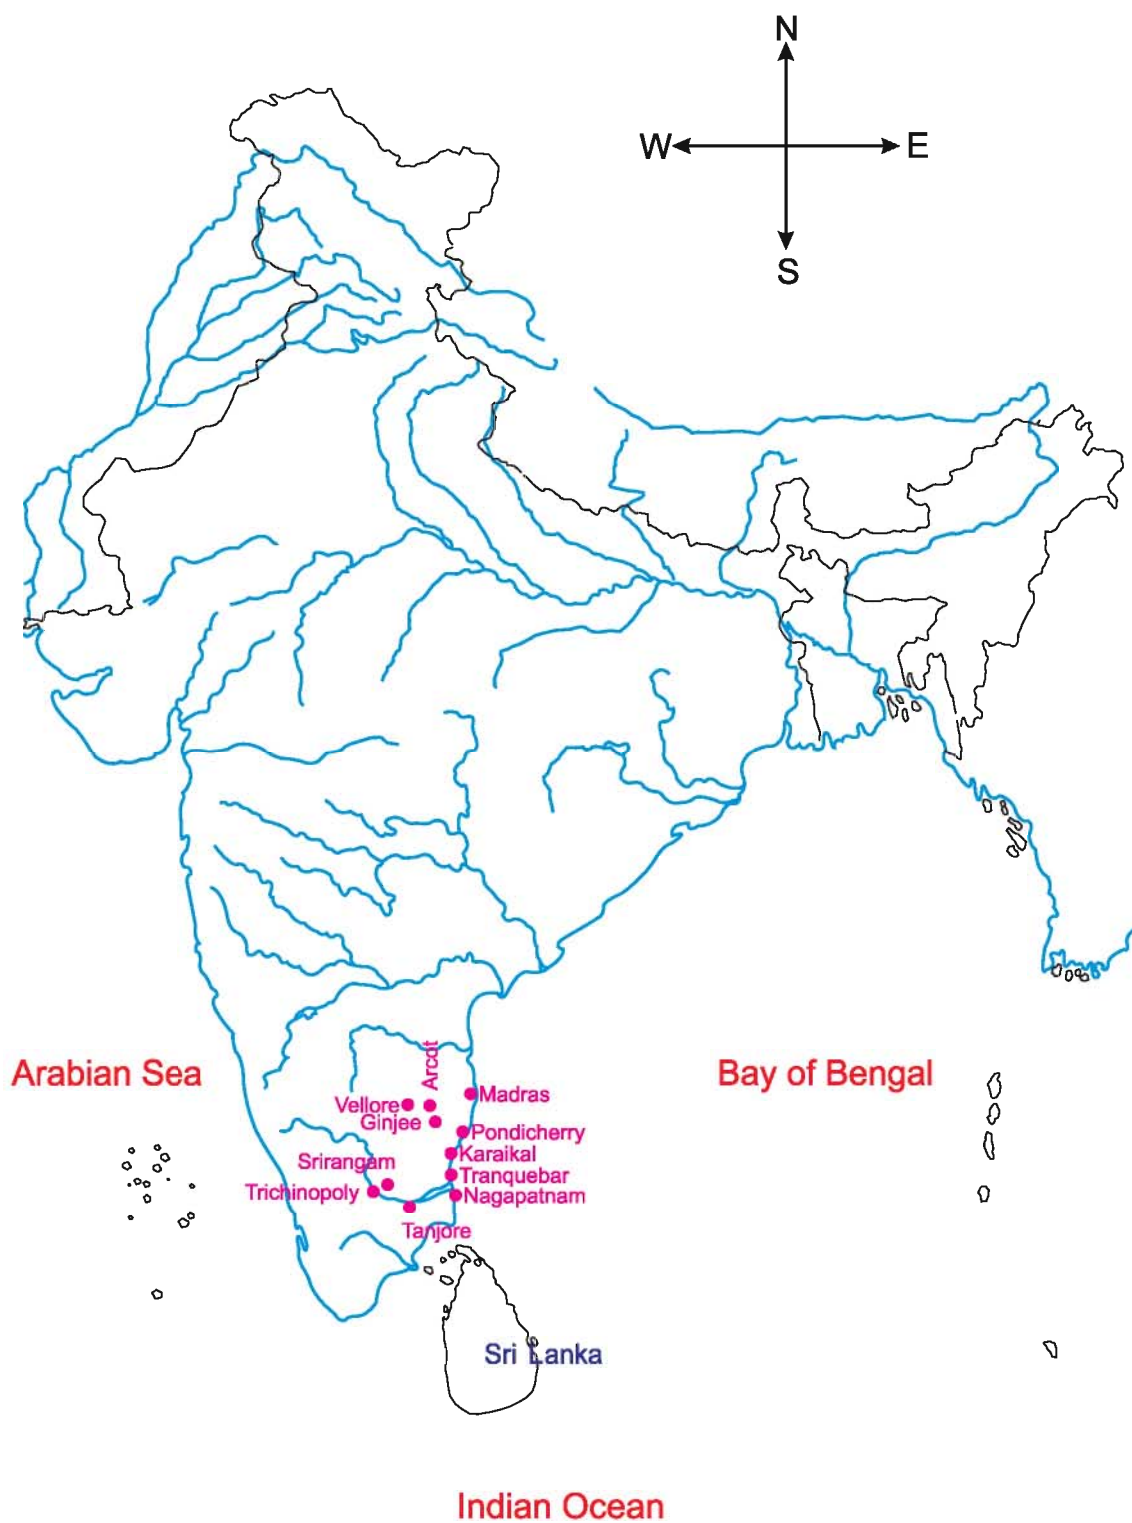 N
W
E
S
Arabian Sea
Bay of Bengal
Arcot
Madras
Vellore
Ginjee
Pondicherry
Karaikal
Srirangam
Tranquebar
Trichinopoly
Nagapatnam
Tanjore
Sri Lanka
Indian Ocean